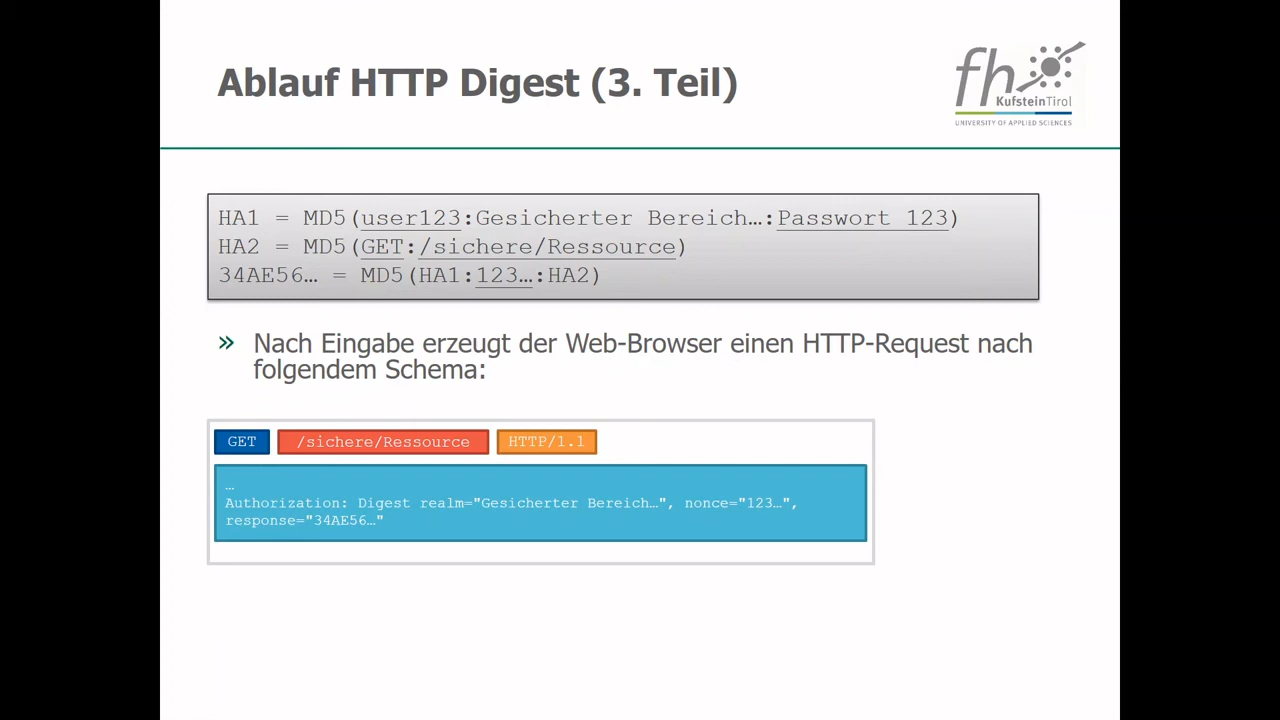 Ablauf HTTP Digest (3. Teil)
fh
KufsteinTirol
UNIVERSITY OF APPLIED SCIENCES
HA1 = MD5(user123:Gesicherter Bereich…:Passwort 123)
HA2 = MD5(GET:/sichere/Ressource)
34AE56… = MD5(HA1:123…:HA2)
» Nach Eingabe erzeugt der Web-Browser einen HTTP-Request nach
folgendem Schema:
GET /sichere/Ressource HTTP/1.1
…
Authorization: Digest realm="Gesicherter Bereich…", nonce="123…",
response="34AE56…"